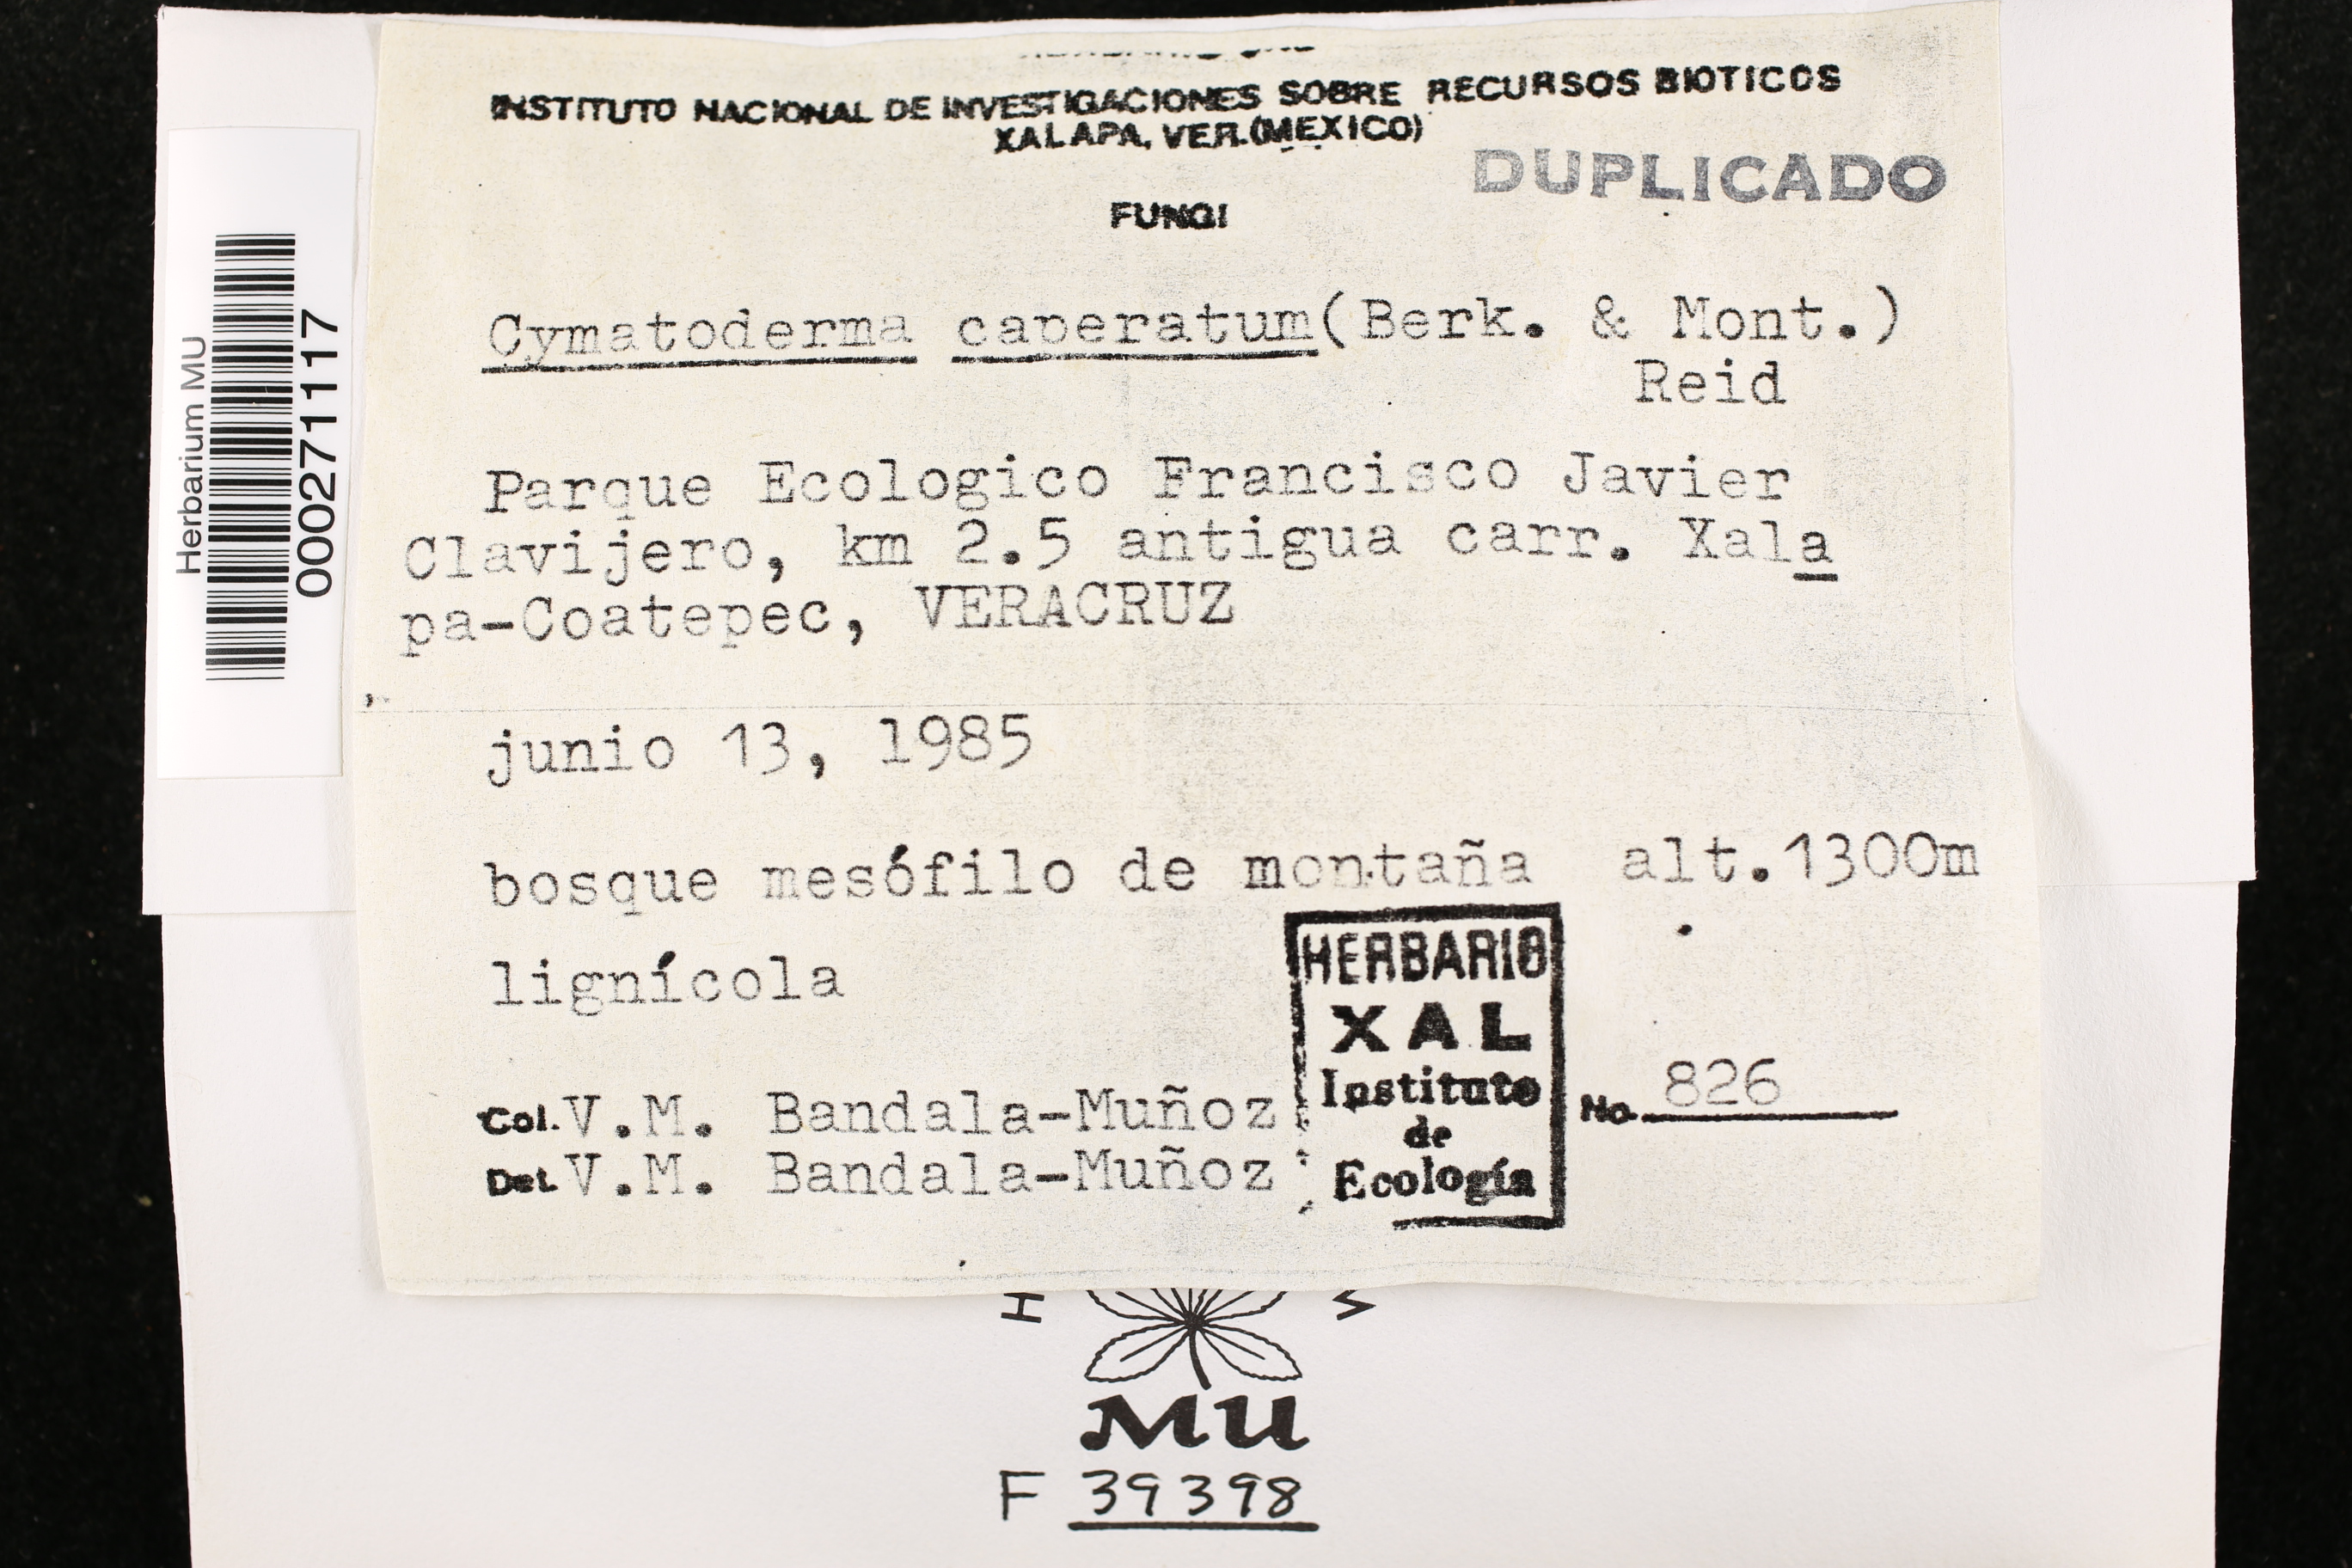 INSTITUTO NACIONAL DE INVESTIGACIONES SOBRE RECURSOS BIOTICOS
XALAPA, VER.(MEXICO)
DUPLICADO
FUNGI
Cymatoderma caperatum(Berk. & Mont.)
Reid
Parque Ecologico Francisco Javier
Clavijero, km 2.5 antigua carr. Xala
pa-Coatepec, VERACRUZ
junio 13, 1985
bosque mesófilo de montaña alt.1300m
lignícola
Col. V.M. Bandala-Muñoz
Det. V.M. Bandala-Muñoz
HERBARIO
XAL
Instituto
de
Ecología
No. 826
Herbarium MU
000271117
MU
F 39398